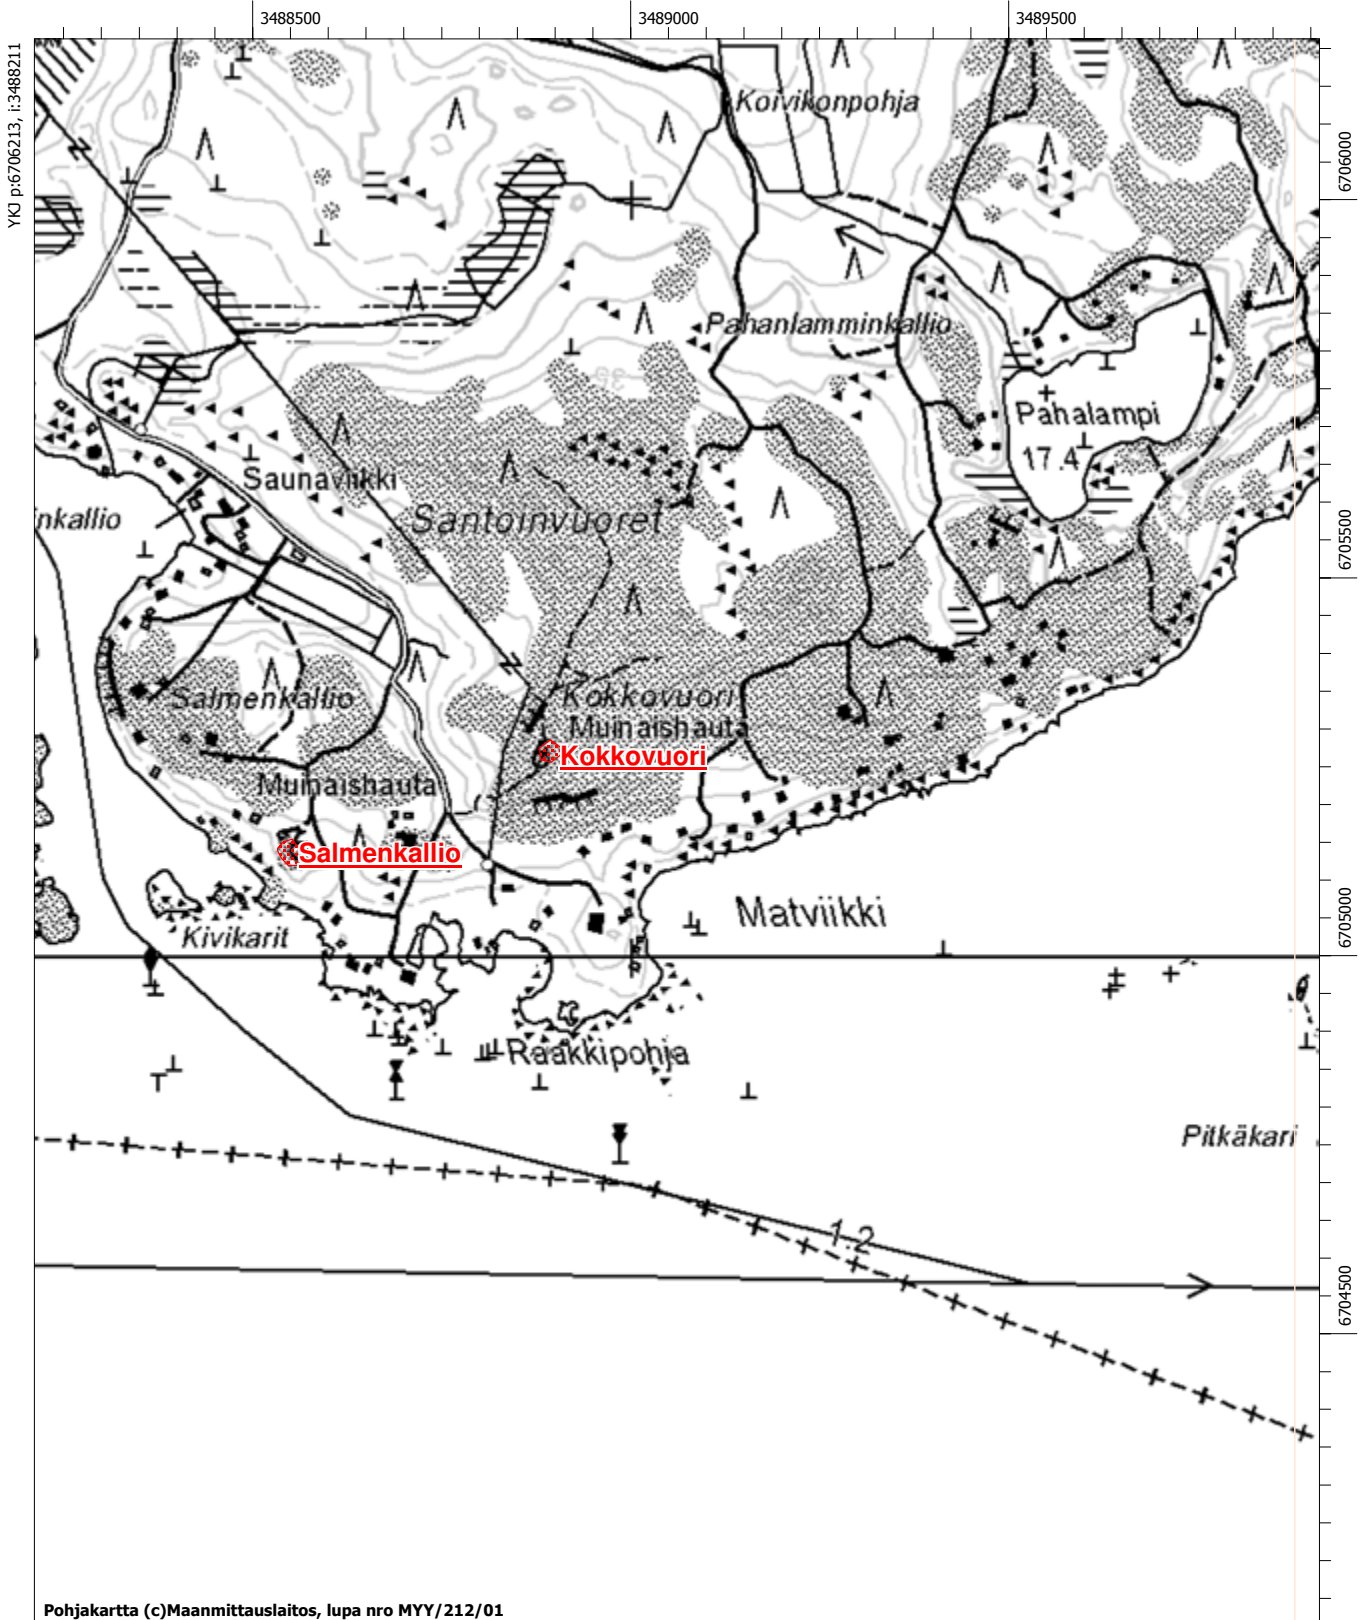 3488500
3489000
3489500
YKJ p:6706213, i:3488211
Koivikonpohja
6706000
Pahanlamminkallio
Pahalampi
17.4
Saunaviikki
nkallio
Santoinvuoret
6705500
Salmenkallio
Kokkovuori
Muinaishauta
Kokkovuori
Muinaishauta
Salmenkallio
Matviikki
6705000
Kivikarit
Raakkipohja
Pitkäkari
1.2
6704500
Pohjakartta (c)Maanmittauslaitos, lupa nro MYY/212/01